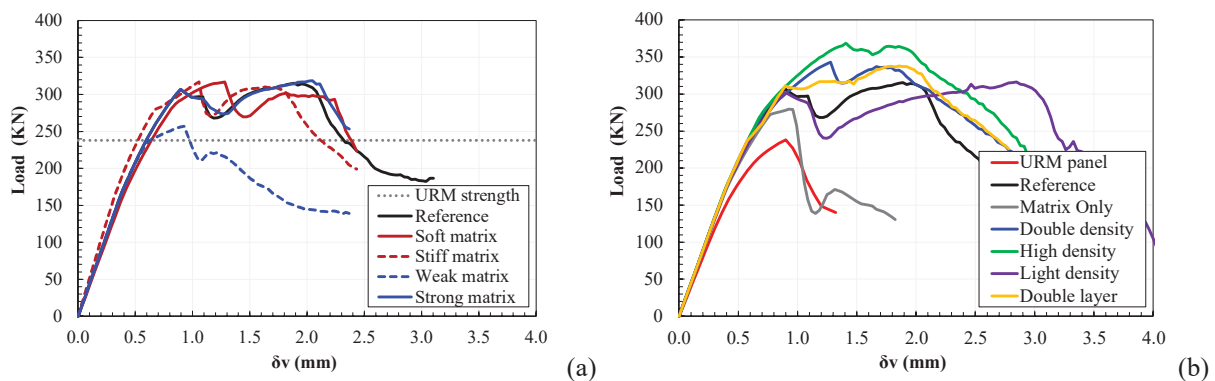 400
350
300
250
200
150
100
50
0
Load (KN)
0.0 0.5 1.0 1.5 2.0 2.5 3.0 3.5 4.0
δv (mm)
URM strength
Reference
Soft matrix
Stiff matrix
Weak matrix
Strong matrix
(a)
400
350
300
250
200
150
100
50
0
Load (KN)
0.0 0.5 1.0 1.5 2.0 2.5 3.0 3.5 4.0
δv (mm)
URM panel
Reference
Matrix Only
Double density
High density
Light density
Double layer
(b)